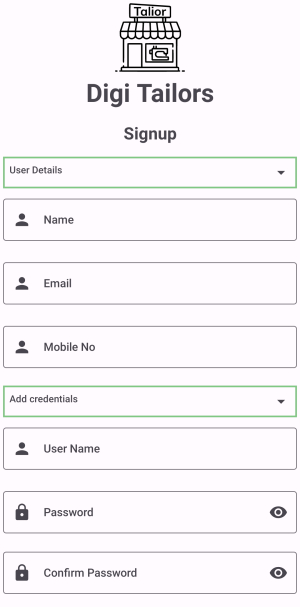 Talior
Digi Tailors
Signup
User Details
Name
Email
Mobile No
Add credentials
User Name
Password
Confirm Password